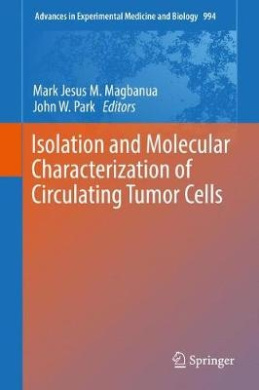 Advances in Experimental Medicine and Biology 994
Mark Jesus M. Magbanua
John W. Park Editors
Isolation and Molecular
Characterization of
Circulating Tumor Cells
Springer